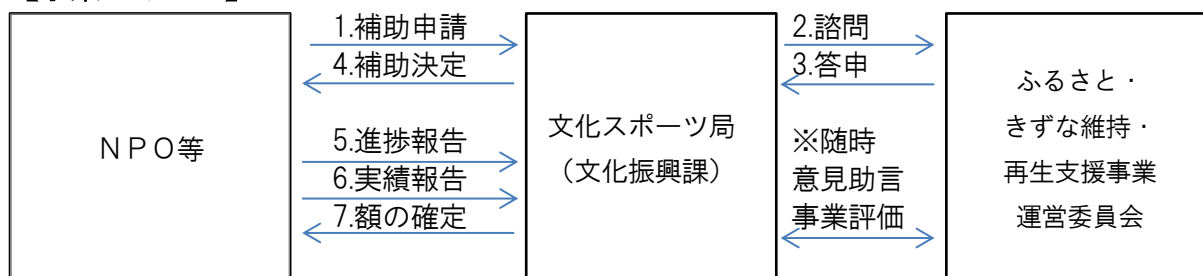 1.補助申請
4.補助決定
2.諮問
3.答申
NPO等
5.進捗報告
6.実績報告
7.額の確定
文化スポーツ局
(文化振興課)
※随時
意見助言
事業評価
ふるさと・
きずな維持・
再生支援事業
運営委員会